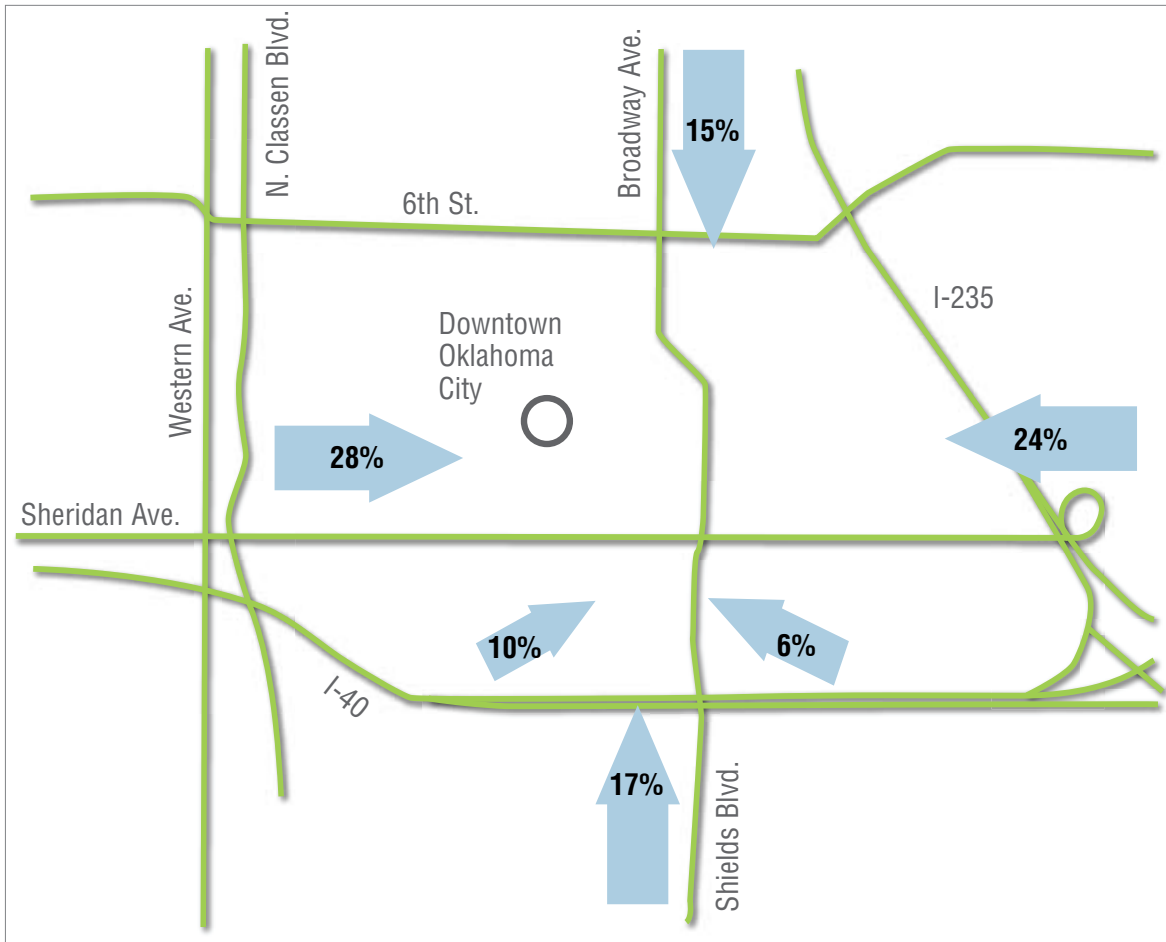 N. Classen Blvd.
Broadway Ave.
15%
6th St.
Western Ave.
I-235
Downtown
Oklahoma
City
28%
24%
Sheridan Ave.
10%
6%
I-40
17%
Shields Blvd.